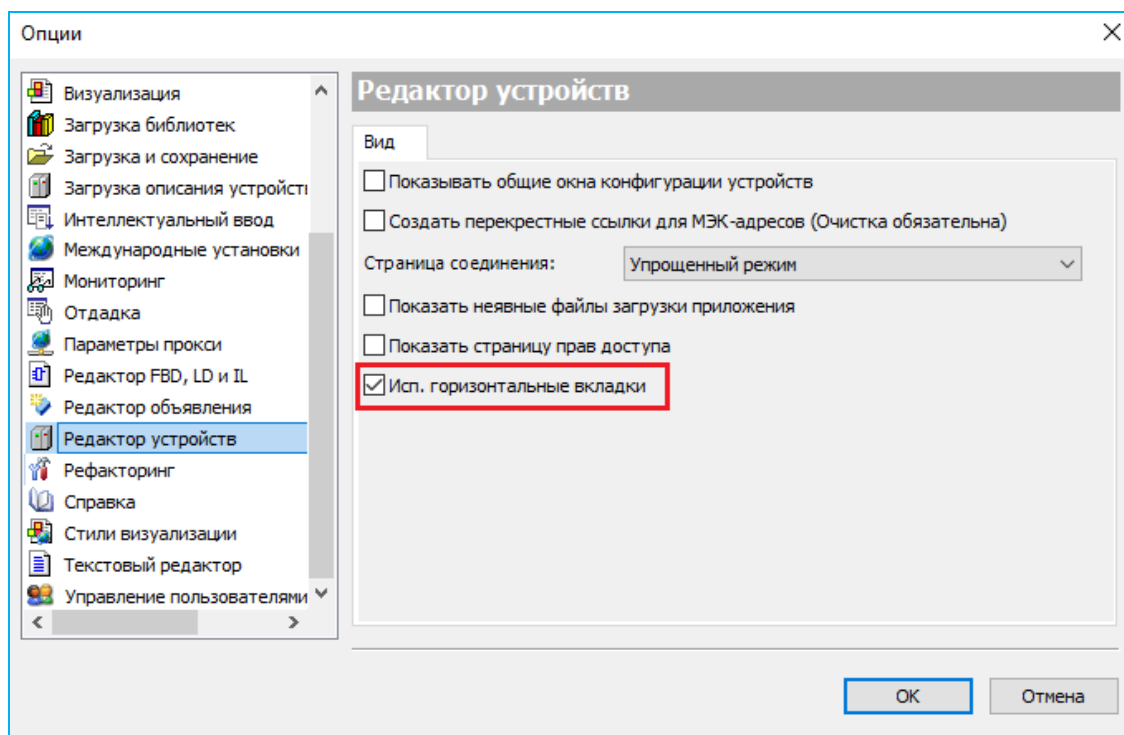 Опции
Визуализация
Загрузка библиотек
Загрузка и сохранение
Загрузка описания устройств
Интеллектуальный ввод
Международные установки
Мониторинг
Отдадка
Параметры прокси
Редактор FBD, LD и IL
Редактор объявления
Редактор устройств
Рефакторинг
Справка
Стили визуализации
Текстовый редактор
Управление пользователями
Редактор устройств
Вид
Показывать общие окна конфигурации устройств
Создать перекрестные ссылки для МЭК-адресов (Очистка обязательна)
Страница соединения: Упрощенный режим
Показать неявные файлы загрузки приложения
Показать страницу прав доступа
Исп. горизонтальные вкладки
ОК Отмена